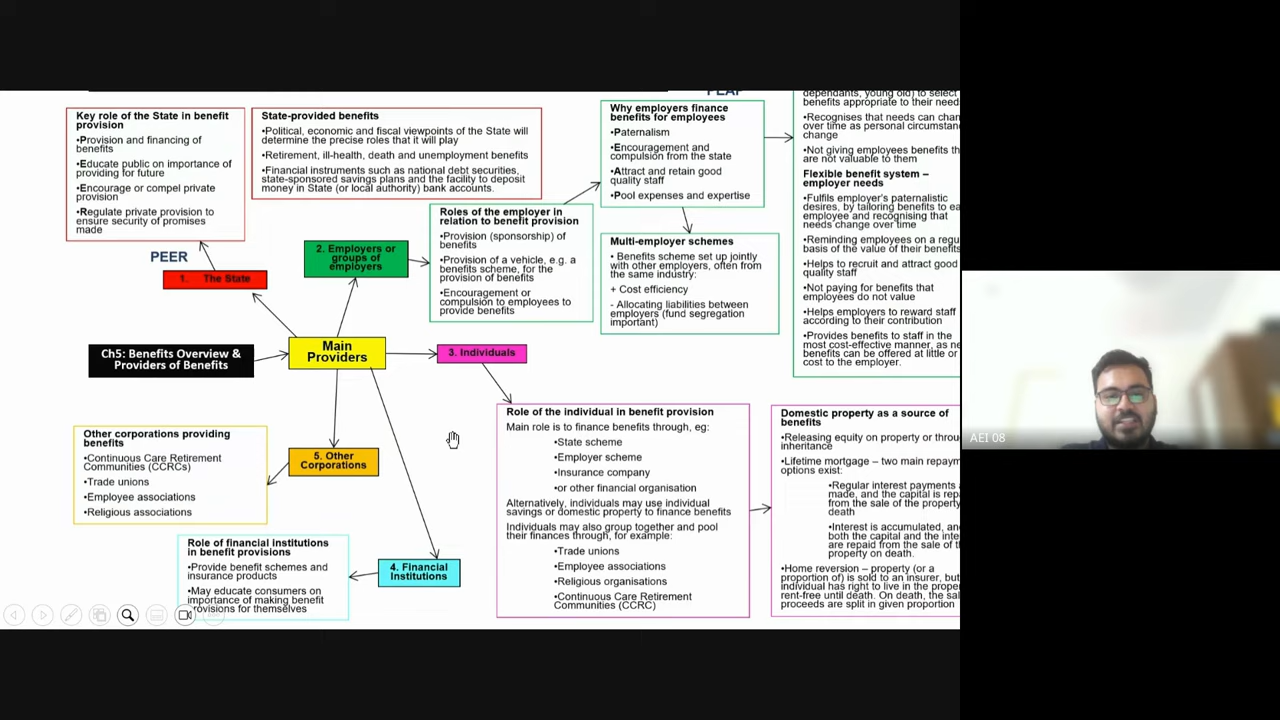 PEAP
Key role of the State in benefit
provision
•Provision and financing of
benefits
•Educate public on importance of
providing for future
•Encourage or compel private
provision
•Regulate private provision to
ensure security of promises
made
PEER
1. The State
State-provided benefits
•Political, economic and fiscal viewpoints of the State will
determine the precise roles that it will play
•Retirement, ill-health, death and unemployment benefits
•Financial instruments such as national debt securities,
state-sponsored savings plans and the facility to deposit
money in State (or local authority) bank accounts.
2. Employers or
groups of
employers
Roles of the employer in
relation to benefit provision
•Provision (sponsorship) of
benefits
•Provision of a vehicle, e.g. a
benefits scheme, for the
provision of benefits
•Encouragement or
compulsion to employees to
provide benefits
Why employers finance
benefits for employees
•Paternalism
•Encouragement and
compulsion from the state
•Attract and retain good
quality staff
•Pool expenses and expertise
Multi-employer schemes
• Benefits scheme set up jointly
with other employers, often from
the same industry:
+ Cost efficiency
- Allocating liabilities between
employers (fund segregation
important)
dependants, young old) to select
benefits appropriate to their need
•Recognises that needs can chan
over time as personal circumstan
change
•Not giving employees benefits th
are not valuable to them
Flexible benefit system –
employer needs
•Fulfils employer's paternalistic
desires, by tailoring benefits to ea
employee and recognising that
needs change over time
•Reminding employees on a regu
basis of the value of their benefits
•Helps to recruit and attract good
quality staff
•Not paying for benefits that
employees do not value
•Helps employers to reward staff
according to their contribution
•Provides benefits to staff in the
most cost-effective manner, as ne
benefits can be offered at little or
cost to the employer.
Ch5: Benefits Overview &
Providers of Benefits
Main
Providers
3. Individuals
Role of the individual in benefit provision
Main role is to finance benefits through, eg:
•State scheme
•Employer scheme
•Insurance company
•or other financial organisation
Alternatively, individuals may use individual
savings or domestic property to finance benefits
Individuals may also group together and pool
their finances through, for example:
•Trade unions
•Employee associations
•Religious organisations
•Continuous Care Retirement
Communities (CCRC)
Domestic property as a source of
benefits
•Releasing equity on property or throu
inheritance
•Lifetime mortgage – two main repaym
options exist:
•Regular interest payments a
made, and the capital is rep
from the sale of the property
death
•Interest is accumulated, an
both the capital and the inte
are repaid from the sale of t
property on death.
•Home reversion – property (or a
proportion of) is sold to an insurer, but
individual has right to live in the prope
rent-free until death. On death, the sal
proceeds are split in given proportion
5. Other
Corporations
Other corporations providing
benefits
•Continuous Care Retirement
Communities (CCRCs)
•Trade unions
•Employee associations
•Religious associations
4. Financial
Institutions
Role of financial institutions
in benefit provisions
•Provide benefit schemes and
insurance products
•May educate consumers on
importance of making benefit
provisions for themselves
AEI 08